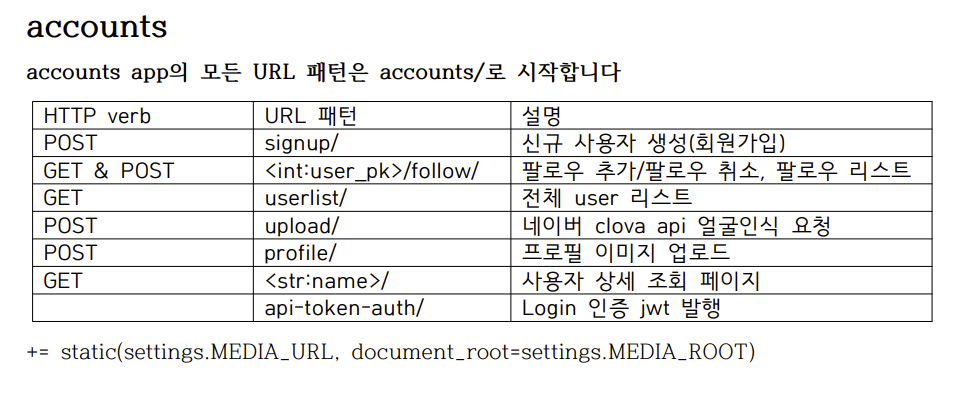 accounts
accounts app의 모든 URL 패턴은 accounts/로 시작합니다
HTTP verb URL 패턴 설명
POST signup/ 신규 사용자 생성(회원가입)
GET & POST <int:user_pk>/follow/ 팔로우 추가/팔로우 취소, 팔로우 리스트
GET userlist/ 전체 user 리스트
POST upload/ 네이버 clova api 얼굴인식 요청
POST profile/ 프로필 이미지 업로드
GET <str:name>/ 사용자 상세 조회 페이지
api-token-auth/ Login 인증 jwt 발행
+= static(settings.MEDIA_URL, document_root=settings.MEDIA_ROOT)